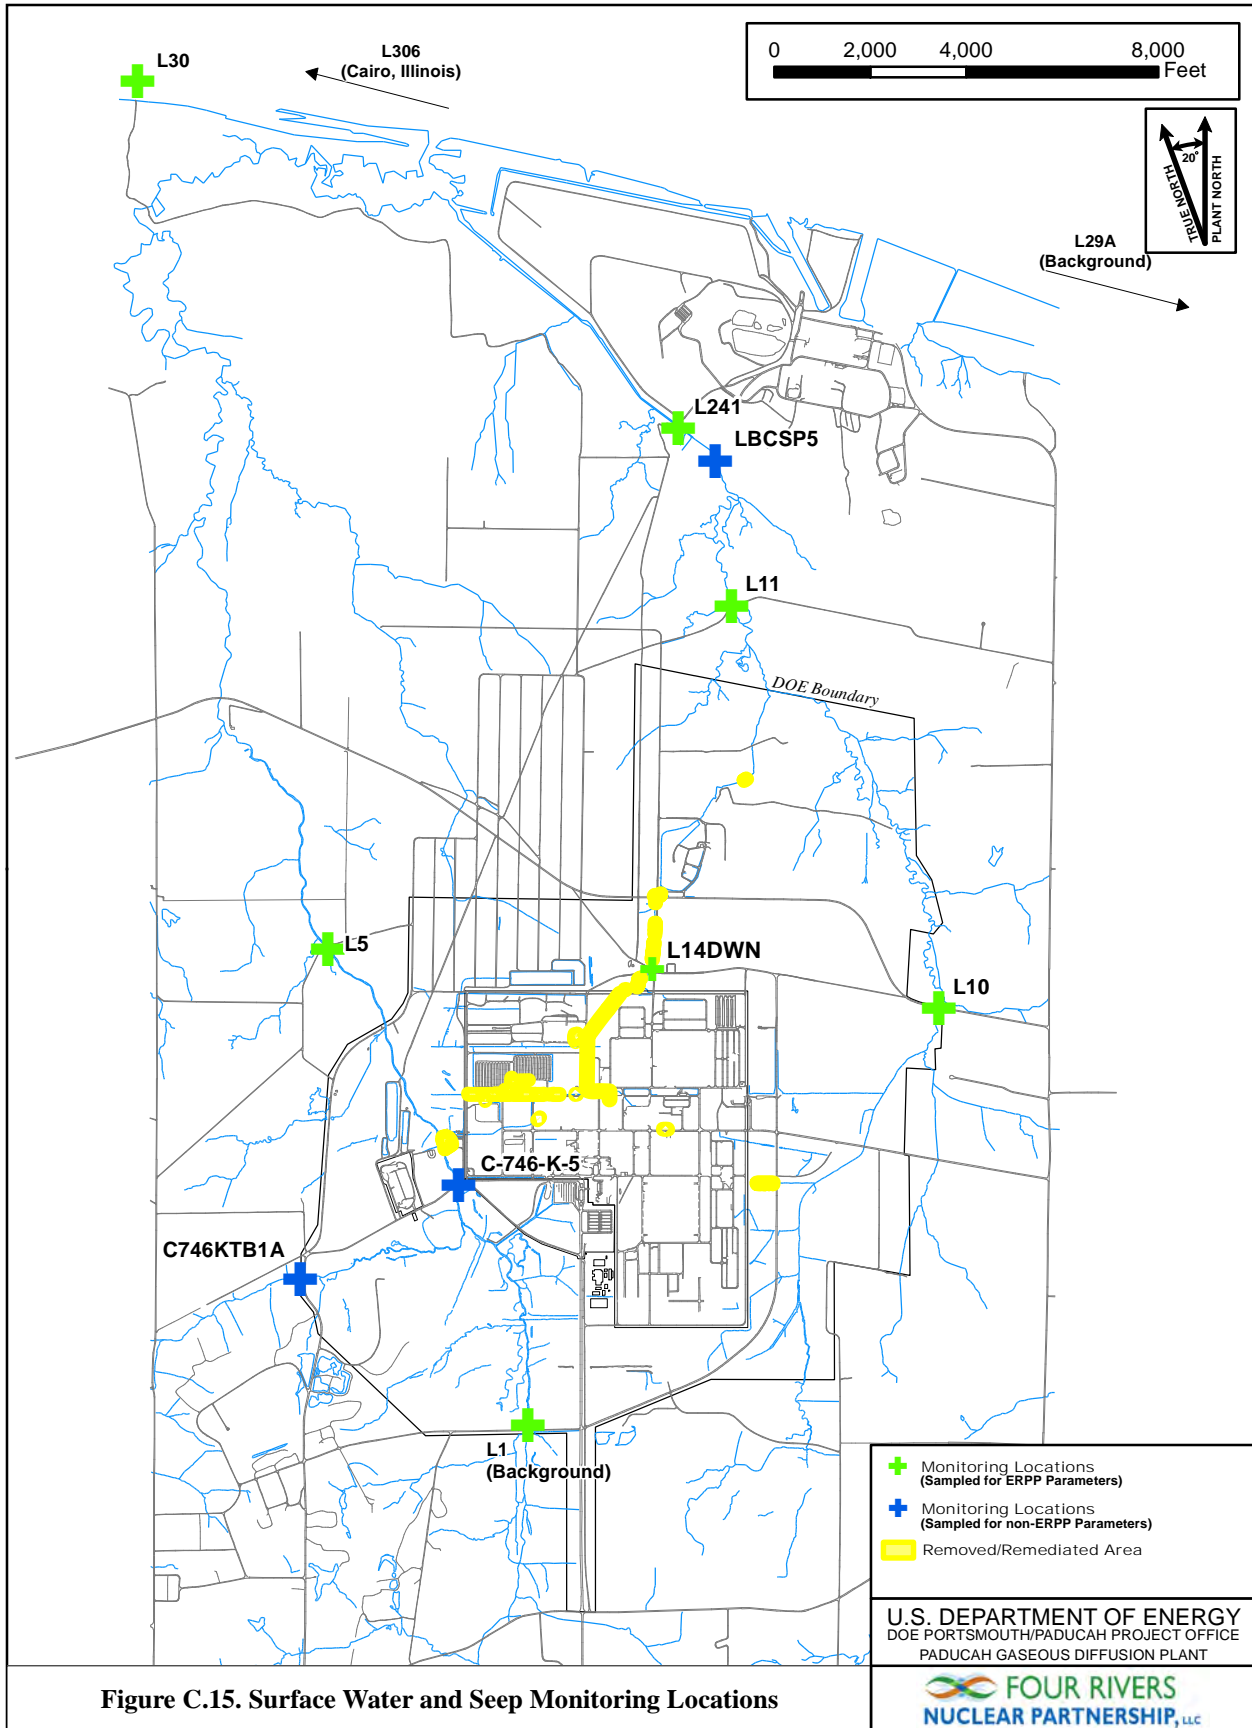 L30
L306
(Cairo, Illinois)
0 2,000 4,000 8,000
Feet
20°
TRUE NORTH
PLANT NORTH
L29A
(Background)
L241
LBCSP5
L11
DOE Boundary
L5
L14DWN
L10
C-746-K-5
C746KTB1A
L1
(Background)
Monitoring Locations
(Sampled for ERPP Parameters)
Monitoring Locations
(Sampled for non-ERPP Parameters)
Removed/Remediated Area
U.S. DEPARTMENT OF ENERGY
DOE PORTSMOUTH/PADUCAH PROJECT OFFICE
PADUCAH GASEOUS DIFFUSION PLANT
Figure C.15. Surface Water and Seep Monitoring Locations
FOUR RIVERS
NUCLEAR PARTNERSHIP, LLC